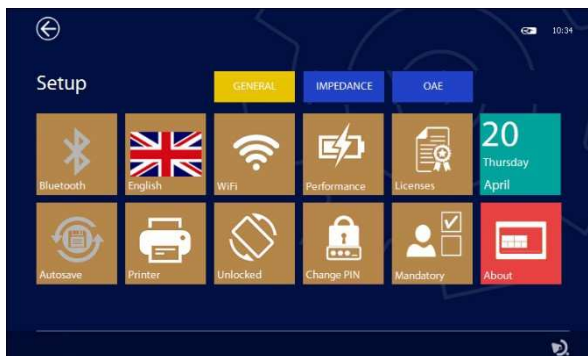 10:34
Setup
GENERAL
IMPEDANCE
OAE
Bluetooth
English
WiFi
Performance
Licenses
20
Thursday
April
Autosave
Printer
Unlocked
Change PIN
Mandatory
About